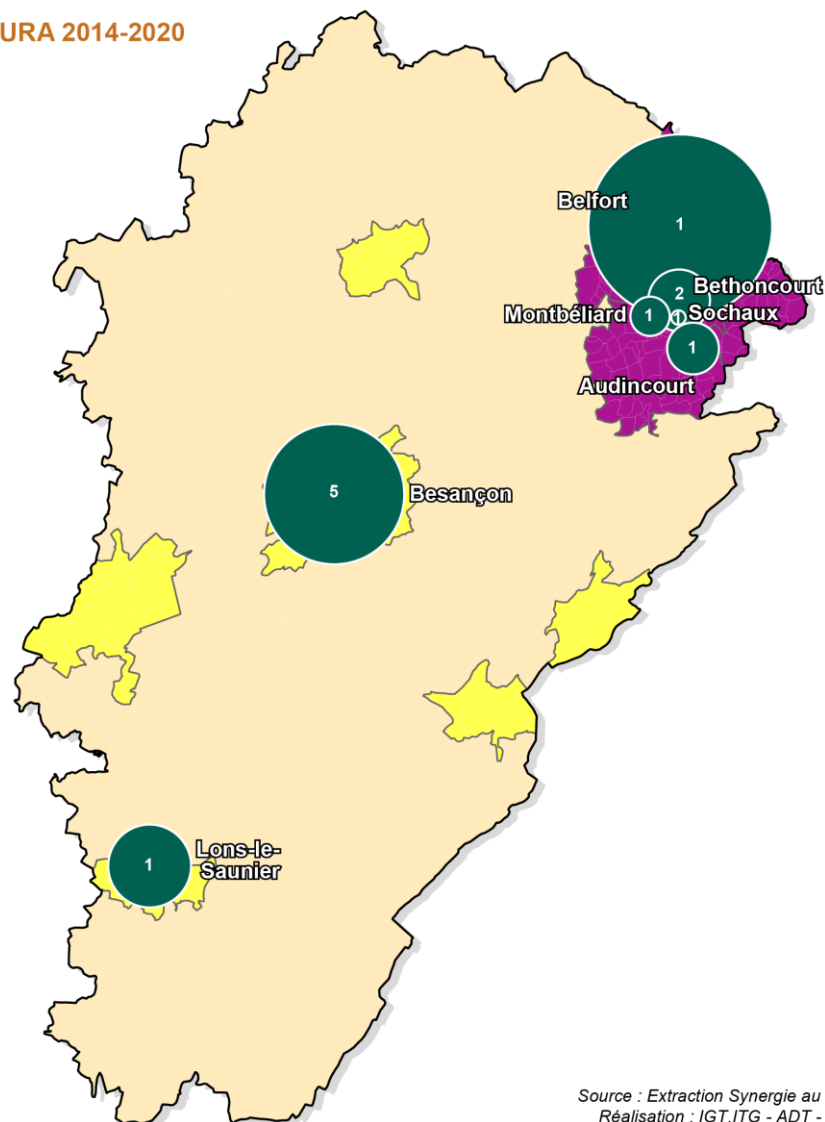 URA 2014-2020
Belfort
1
2
Bethoncourt
Montbéliard
1
1
Sochaux
1
Audincourt
5
Besançon
1
Lons-le-
Saunier
Source : Extraction Synergie au
Réalisation : IGT,ITG - ADT -